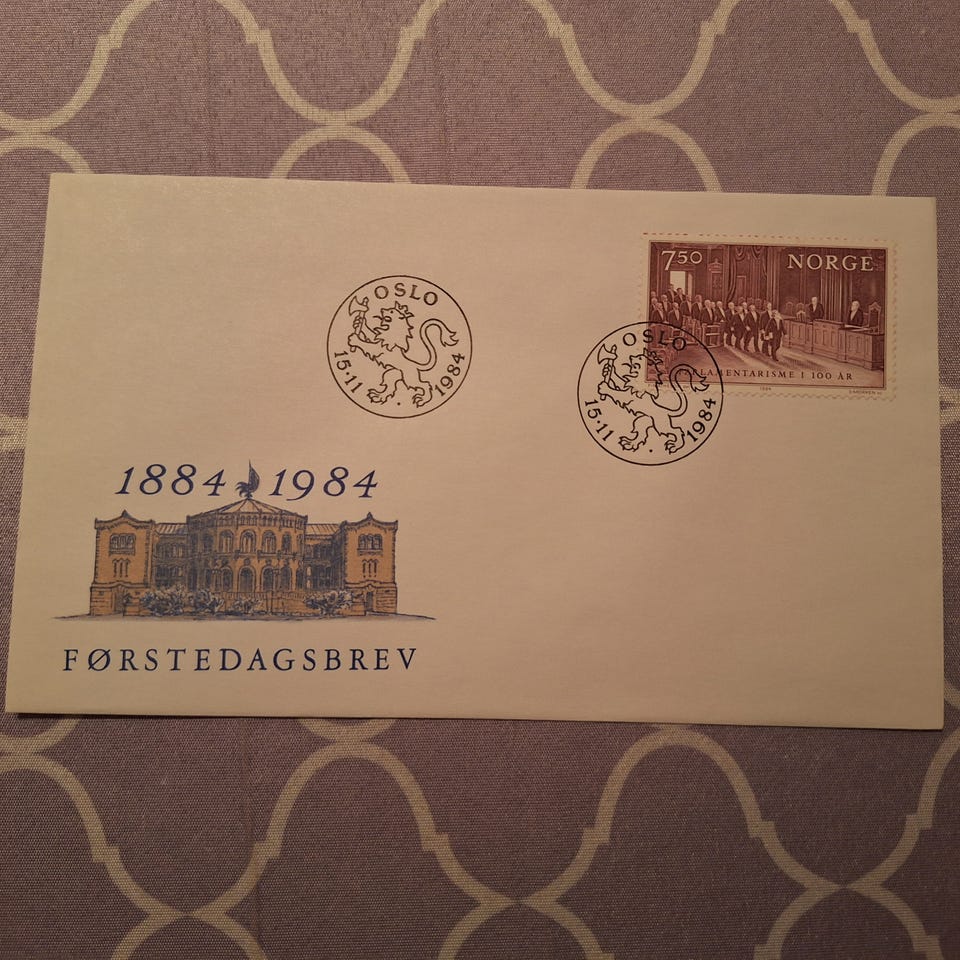 7.50 NORGE
PARLAMENTARISME I 100 ÅR
1984
OSLO
15·11·1984
OSLO
15·11·1984
1884 1984
FØRSTEDAGSBREV